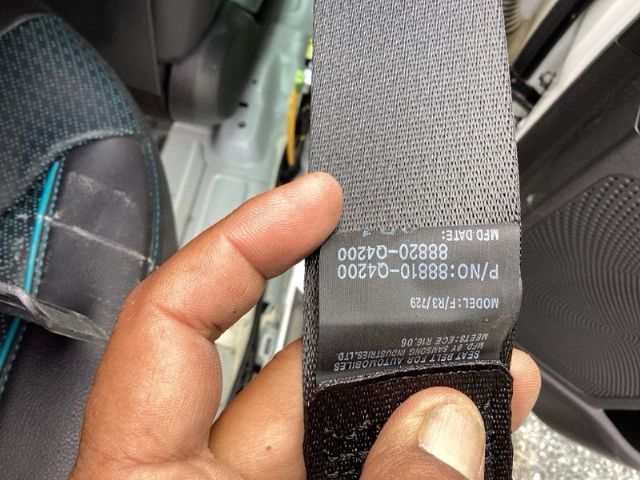 SEAT BELT FOR AUTOMOBILES
MFD. BY SAMSONG INDUSTRIES,LTD.
MEETS:ECE R16.06
MODEL:F/R3/729
P/NO:88810-Q4200
88820-Q4200
MFD DATE: